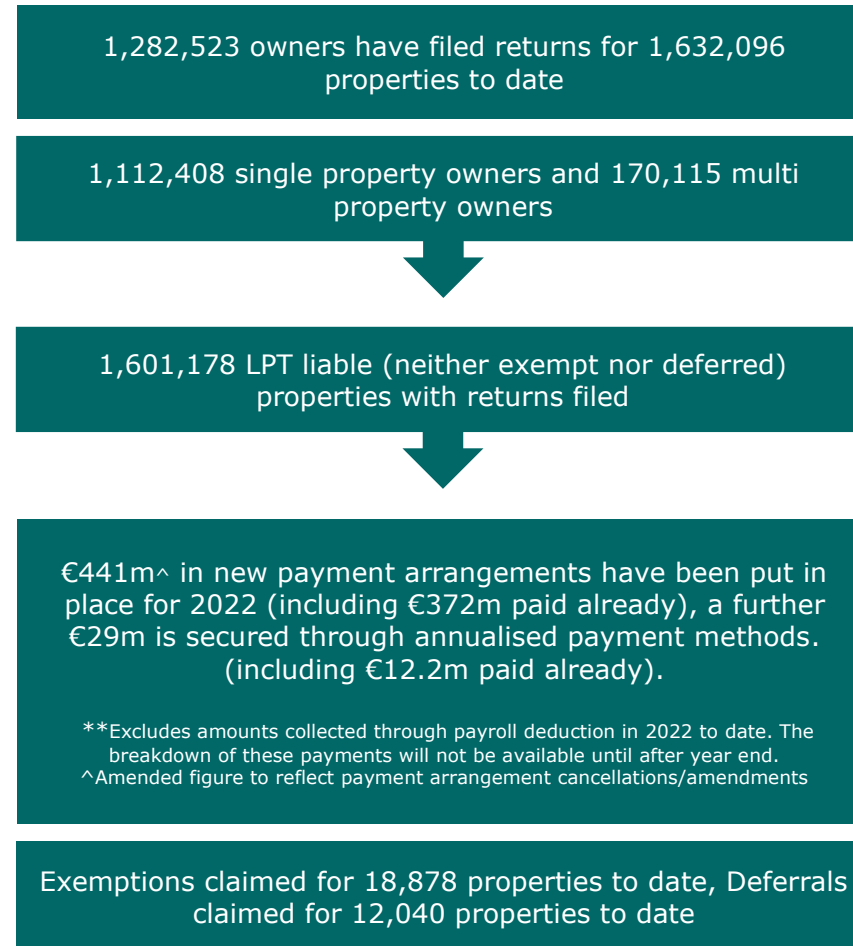 1,282,523 owners have filed returns for 1,632,096
properties to date
1,112,408 single property owners and 170,115 multi
property owners
1,601,178 LPT liable (neither exempt nor deferred)
properties with returns filed
€441m^ in new payment arrangements have been put in
place for 2022 (including €372m paid already), a further
€29m is secured through annualised payment methods.
(including €12.2m paid already).
**Excludes amounts collected through payroll deduction in 2022 to date. The
breakdown of these payments will not be available until after year end.
^Amended figure to reflect payment arrangement cancellations/amendments
Exemptions claimed for 18,878 properties to date, Deferrals
claimed for 12,040 properties to date